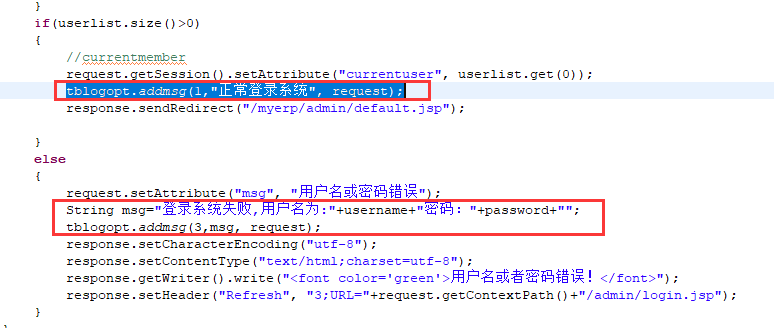 }
if(userlist.size()>0)
{
//currentmember
request.getSession().setAttribute("currentuser", userlist.get(0));
tblogopt.addmsg(1,"正常登录系统", request);
response.sendRedirect("/myerp/admin/default.jsp");
}
else
{
request.setAttribute("msg", "用户名或密码错误");
String msg="登录系统失败,用户名为:"+username+"密码："+password+"";
tblogopt.addmsg(3,msg, request);
response.setCharacterEncoding("utf-8");
response.setContentType("text/html;charset=utf-8");
response.getWriter().write("<font color='green'>用户名或者密码错误！</font>");
response.setHeader("Refresh", "3;URL="+request.getContextPath()+"/admin/login.jsp");
}